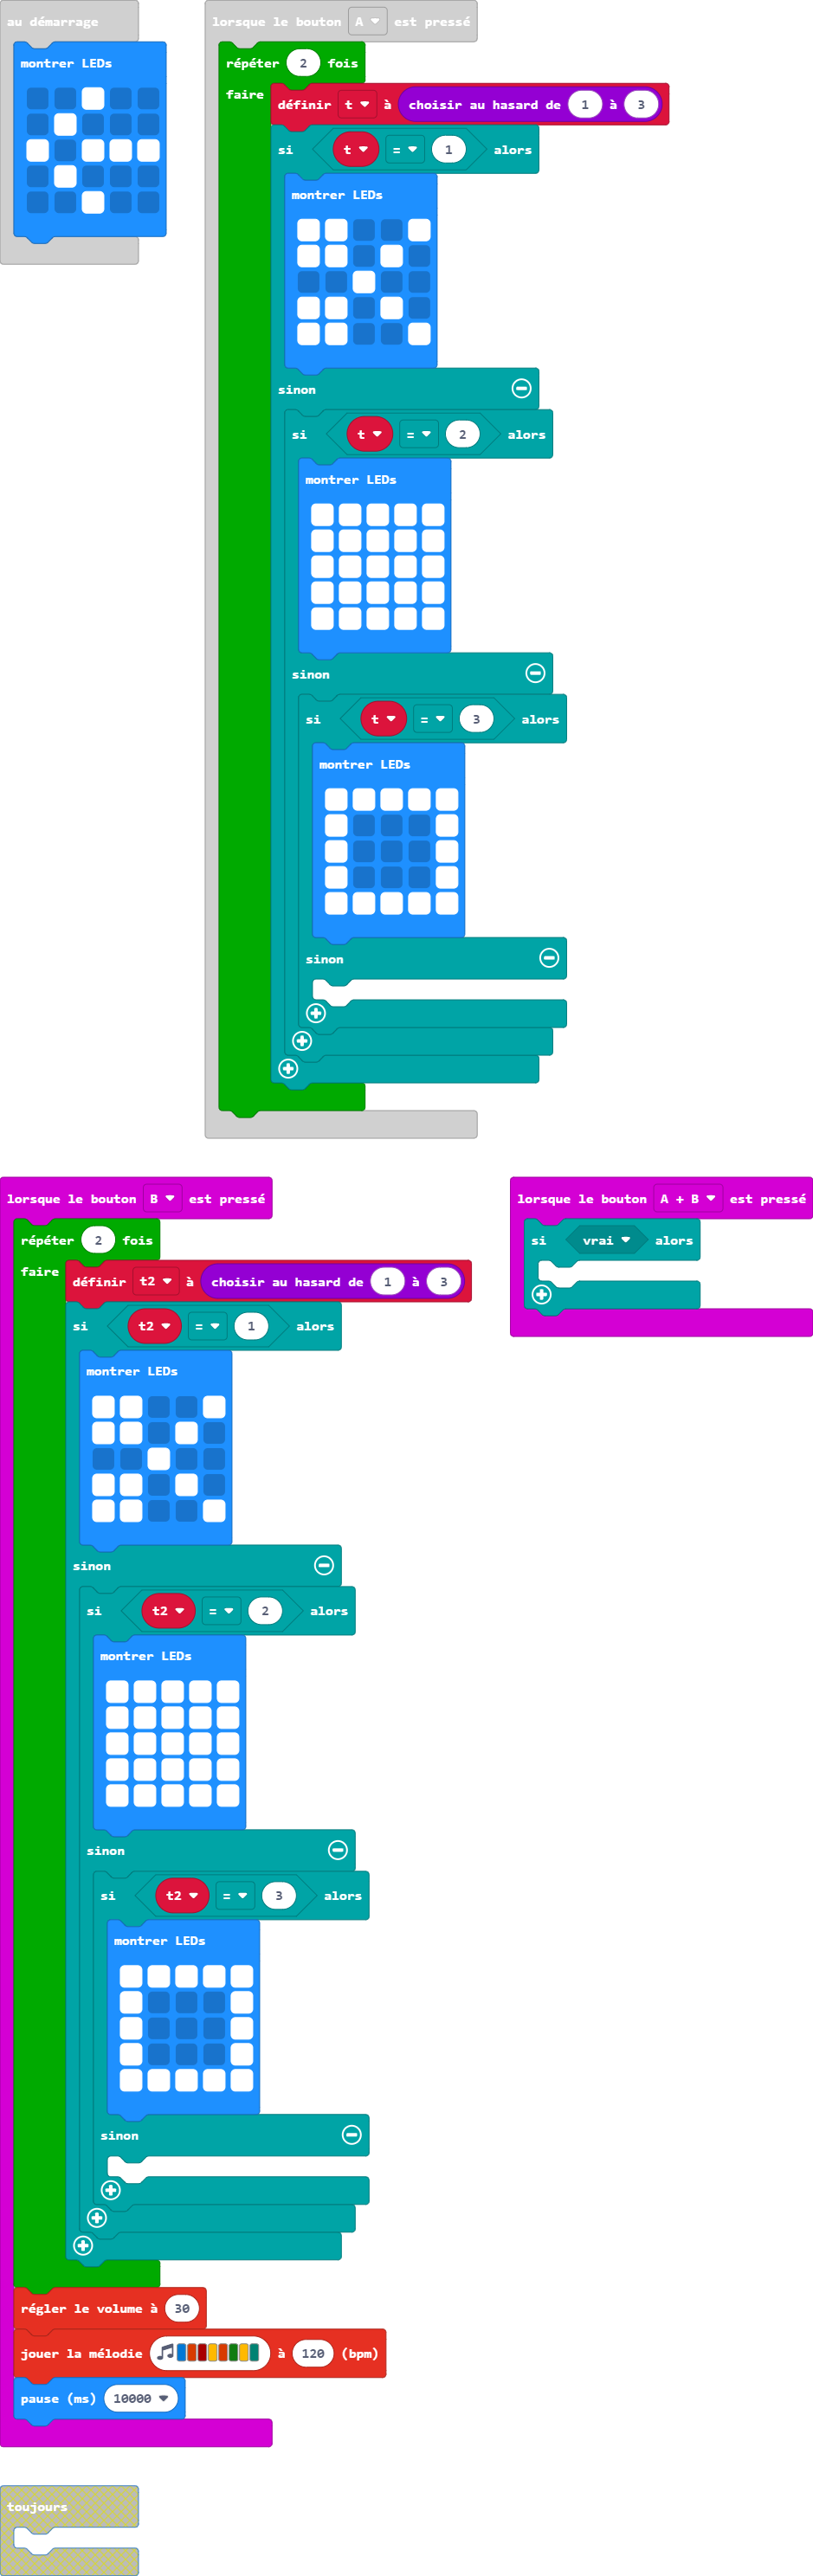 au démarrage
montrer LEDs
lorsque le bouton A est pressé
répéter 2 fois
faire
définir t à choisir au hasard de 1 à 3
si t = 1 alors
montrer LEDs
sinon
si t = 2 alors
montrer LEDs
sinon
si t = 3 alors
montrer LEDs
sinon
lorsque le bouton B est pressé
répéter 2 fois
faire
définir t2 à choisir au hasard de 1 à 3
si t2 = 1 alors
montrer LEDs
sinon
si t2 = 2 alors
montrer LEDs
sinon
si t2 = 3 alors
montrer LEDs
sinon
régler le volume à 30
jouer la mélodie à 120 (bpm)
pause (ms) 10000
lorsque le bouton A + B est pressé
si vrai alors
toujours